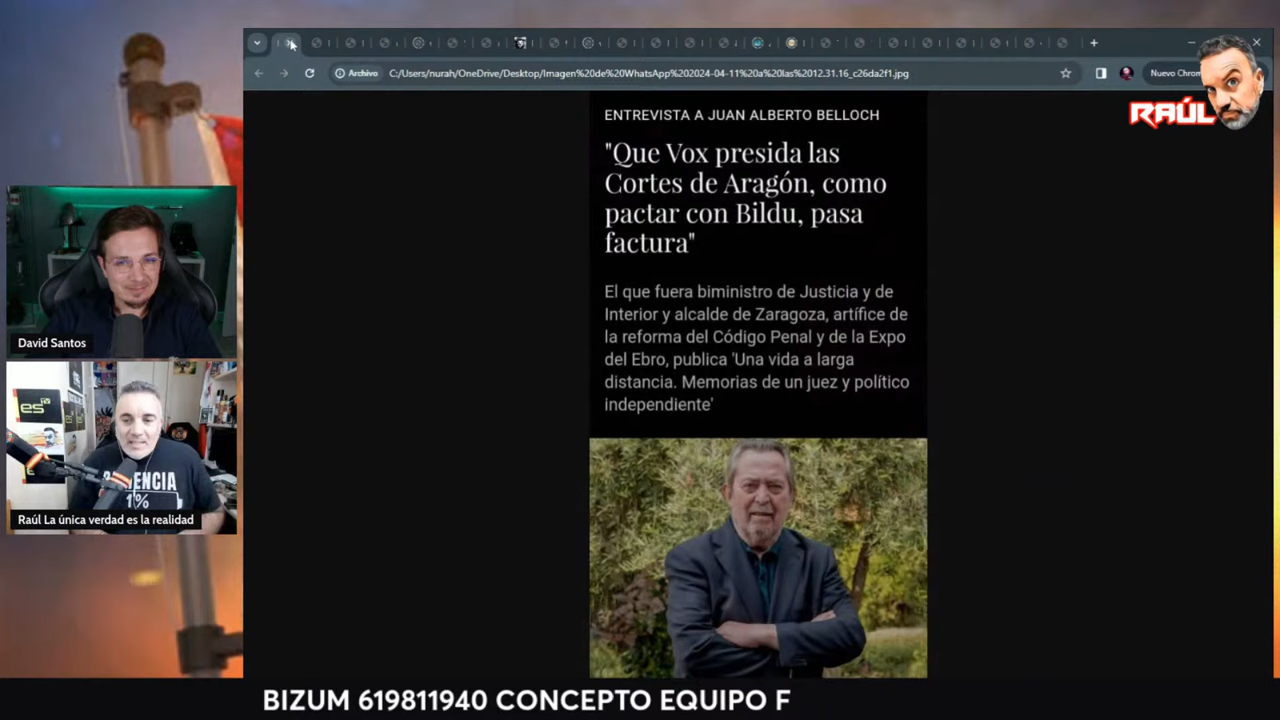 Archivo C:/Users/nurah/OneDrive/Desktop/Imagen%20de%20WhatsApp%202024-04-11%20a%20las%2012.31.16_c26da2f1.jpg
Nuevo Chrom
RAÚL
ENTREVISTA A JUAN ALBERTO BELLOCH
"Que Vox presida las
Cortes de Aragón, como
pactar con Bildu, pasa
factura"
El que fuera biministro de Justicia y de
Interior y alcalde de Zaragoza, artífice de
la reforma del Código Penal y de la Expo
del Ebro, publica 'Una vida a larga
distancia. Memorias de un juez y político
independiente'
David Santos
es
1%
Raúl La única verdad es la realidad
BIZUM 619811940 CONCEPTO EQUIPO F